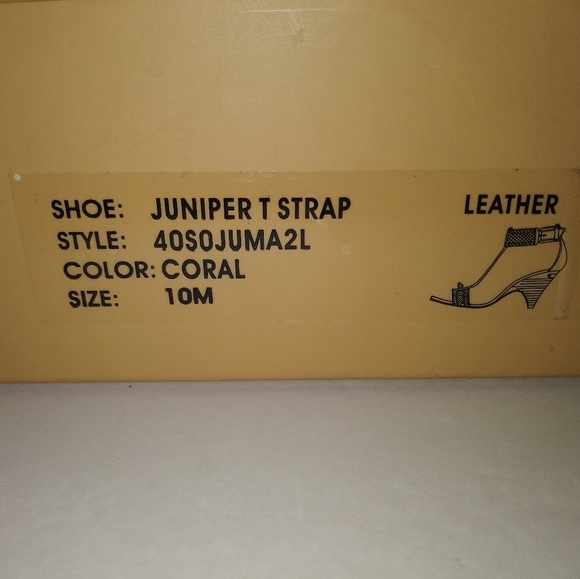 SHOE: JUNIPER T STRAP LEATHER
STYLE: 40S0JUMA2L
COLOR: CORAL
SIZE: 10M